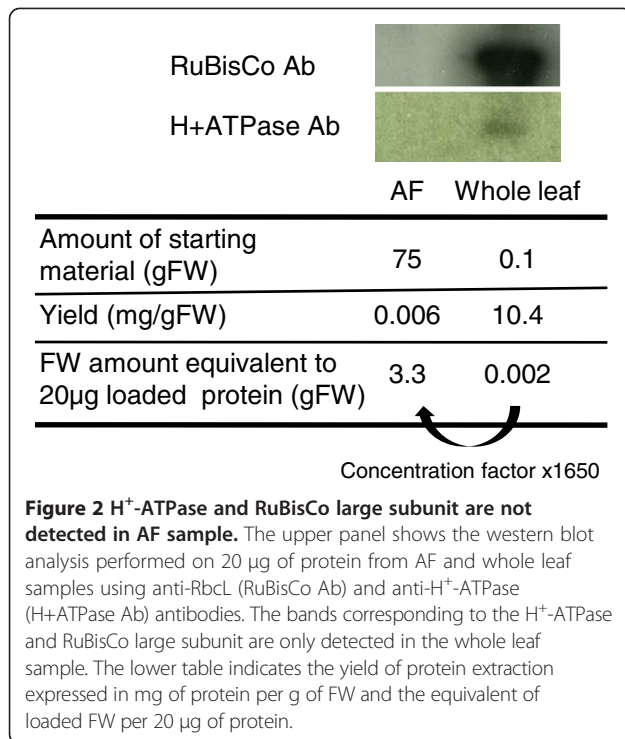 RuBisCo Ab
H+ATPase Ab
AF Whole leaf
Amount of starting
material (gFW) 75 0.1
Yield (mg/gFW) 0.006 10.4
FW amount equivalent to
20µg loaded protein (gFW) 3.3 0.002
Concentration factor x1650
Figure 2 H⁺-ATPase and RuBisCo large subunit are not
detected in AF sample. The upper panel shows the western blot
analysis performed on 20 µg of protein from AF and whole leaf
samples using anti-RbcL (RuBisCo Ab) and anti-H⁺-ATPase
(H+ATPase Ab) antibodies. The bands corresponding to the H⁺-ATPase
and RuBisCo large subunit are only detected in the whole leaf
sample. The lower table indicates the yield of protein extraction
expressed in mg of protein per g of FW and the equivalent of
loaded FW per 20 µg of protein.